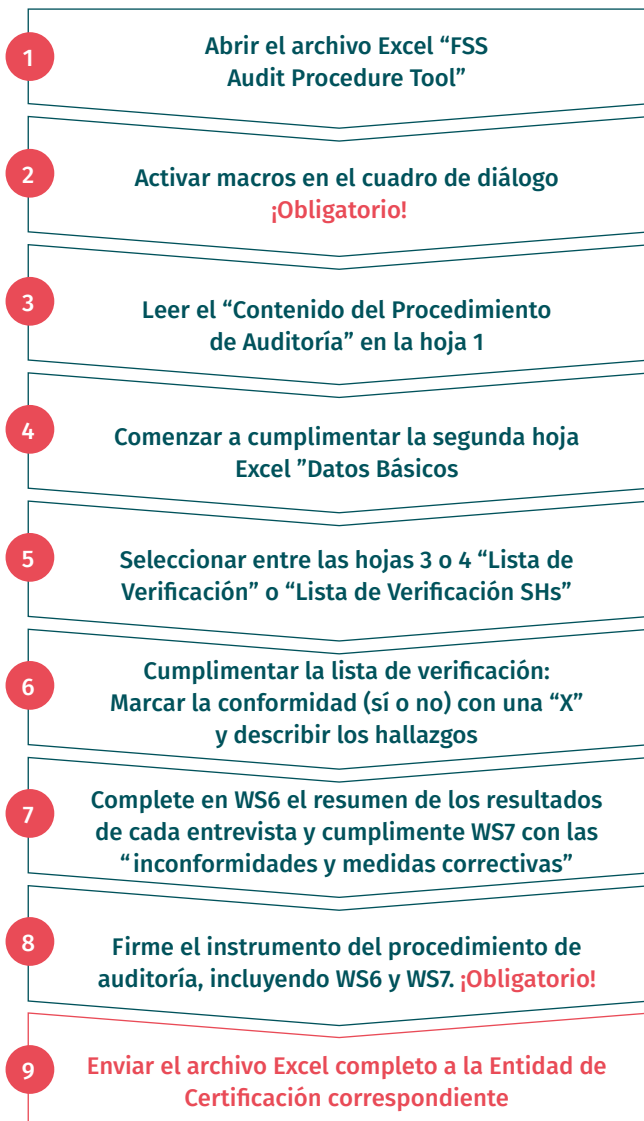 1
Abrir el archivo Excel “FSS
Audit Procedure Tool”
2
Activar macros en el cuadro de diálogo
¡Obligatorio!
3
Leer el “Contenido del Procedimiento
de Auditoría” en la hoja 1
4
Comenzar a cumplimentar la segunda hoja
Excel ”Datos Básicos
5
Seleccionar entre las hojas 3 o 4 “Lista de
Verificación” o “Lista de Verificación SHs”
6
Cumplimentar la lista de verificación:
Marcar la conformidad (sí o no) con una “X”
y describir los hallazgos
7
Complete en WS6 el resumen de los resultados
de cada entrevista y cumplimente WS7 con las
“inconformidades y medidas correctivas”
8
Firme el instrumento del procedimiento de
auditoría, incluyendo WS6 y WS7. ¡Obligatorio!
9
Enviar el archivo Excel completo a la Entidad de
Certificación correspondiente